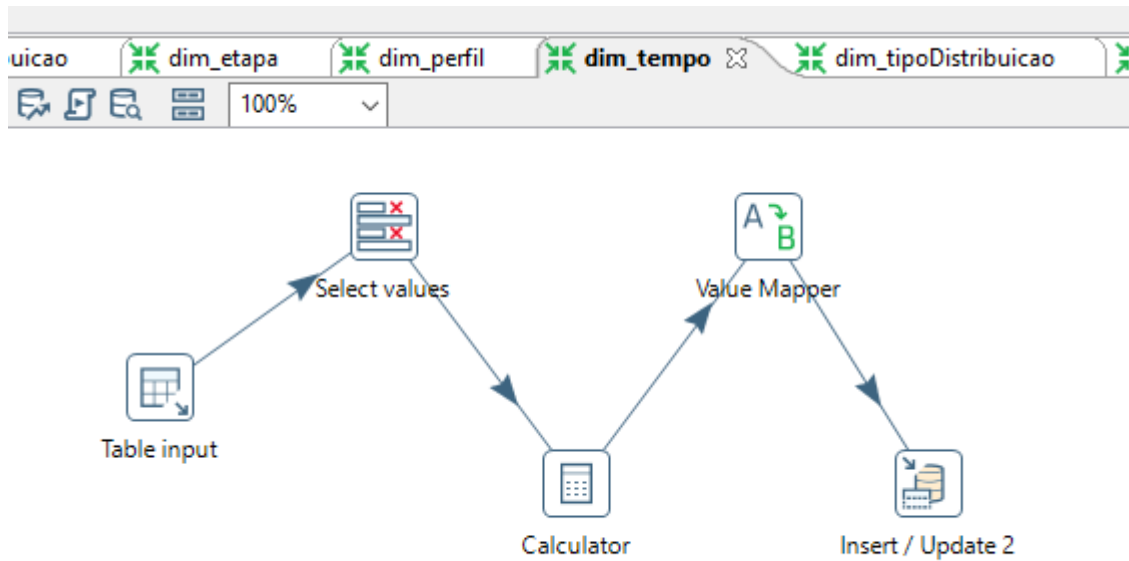 uicao dim_etapa dim_perfil dim_tempo dim_tipoDistribuicao
100%
A B
Select values
Value Mapper
Table input
Calculator
Insert / Update 2